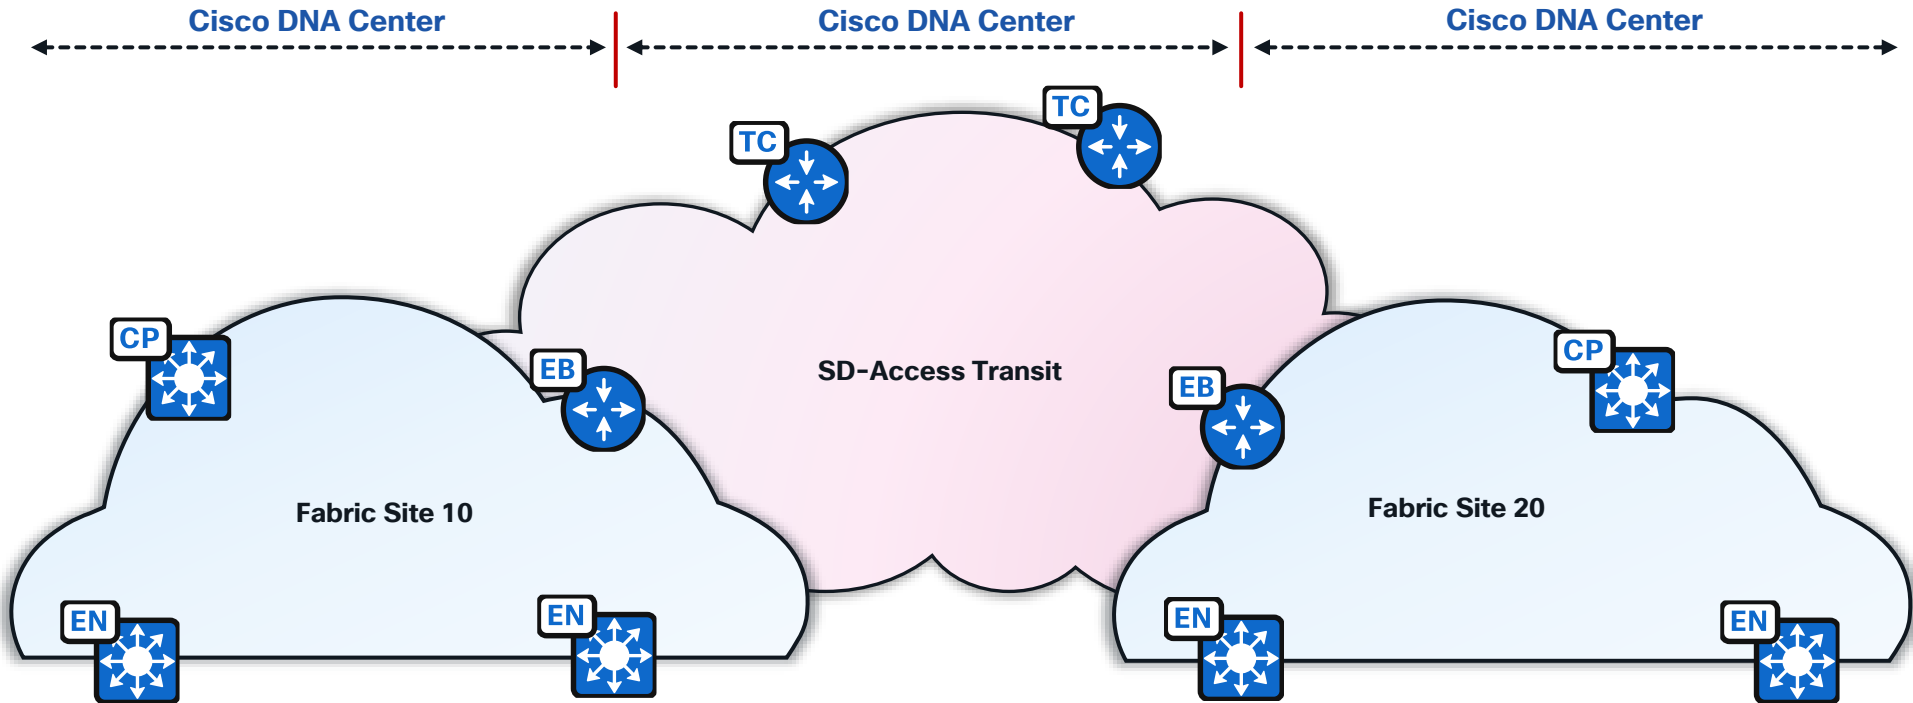 Cisco DNA Center
Cisco DNA Center
Cisco DNA Center
TC
TC
CP
EB
SD-Access Transit
EB
CP
Fabric Site 10
Fabric Site 20
EN
EN
EN
EN